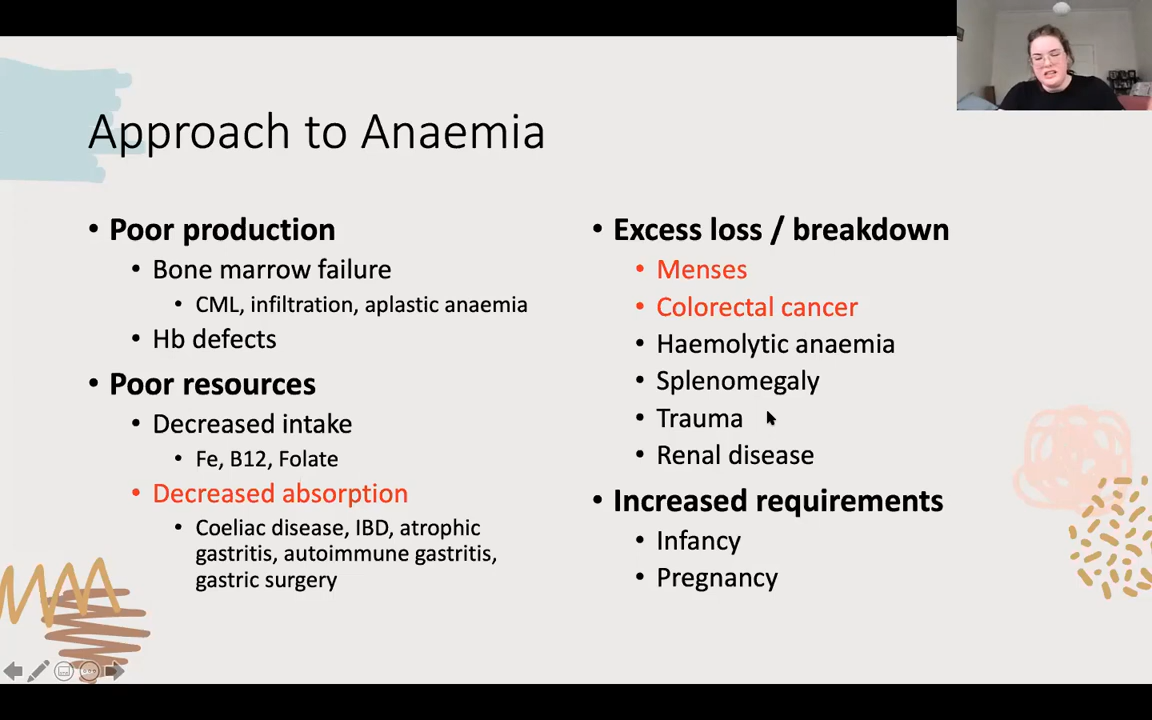 Approach to Anaemia
• Poor production
• Bone marrow failure
• CML, infiltration, aplastic anaemia
• Hb defects
• Poor resources
• Decreased intake
• Fe, B12, Folate
• Decreased absorption
• Coeliac disease, IBD, atrophic
gastritis, autoimmune gastritis,
gastric surgery
• Excess loss / breakdown
• Menses
• Colorectal cancer
• Haemolytic anaemia
• Splenomegaly
• Trauma
• Renal disease
• Increased requirements
• Infancy
• Pregnancy